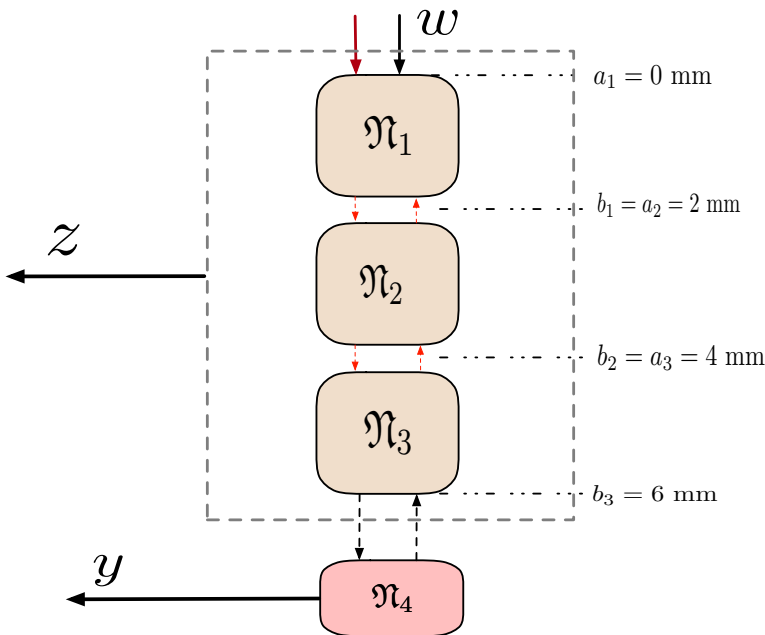 w
a₁ = 0 mm
𝔑₁
b₁ = a₂ = 2 mm
z
𝔑₂
b₂ = a₃ = 4 mm
𝔑₃
b₃ = 6 mm
y
𝔑₄